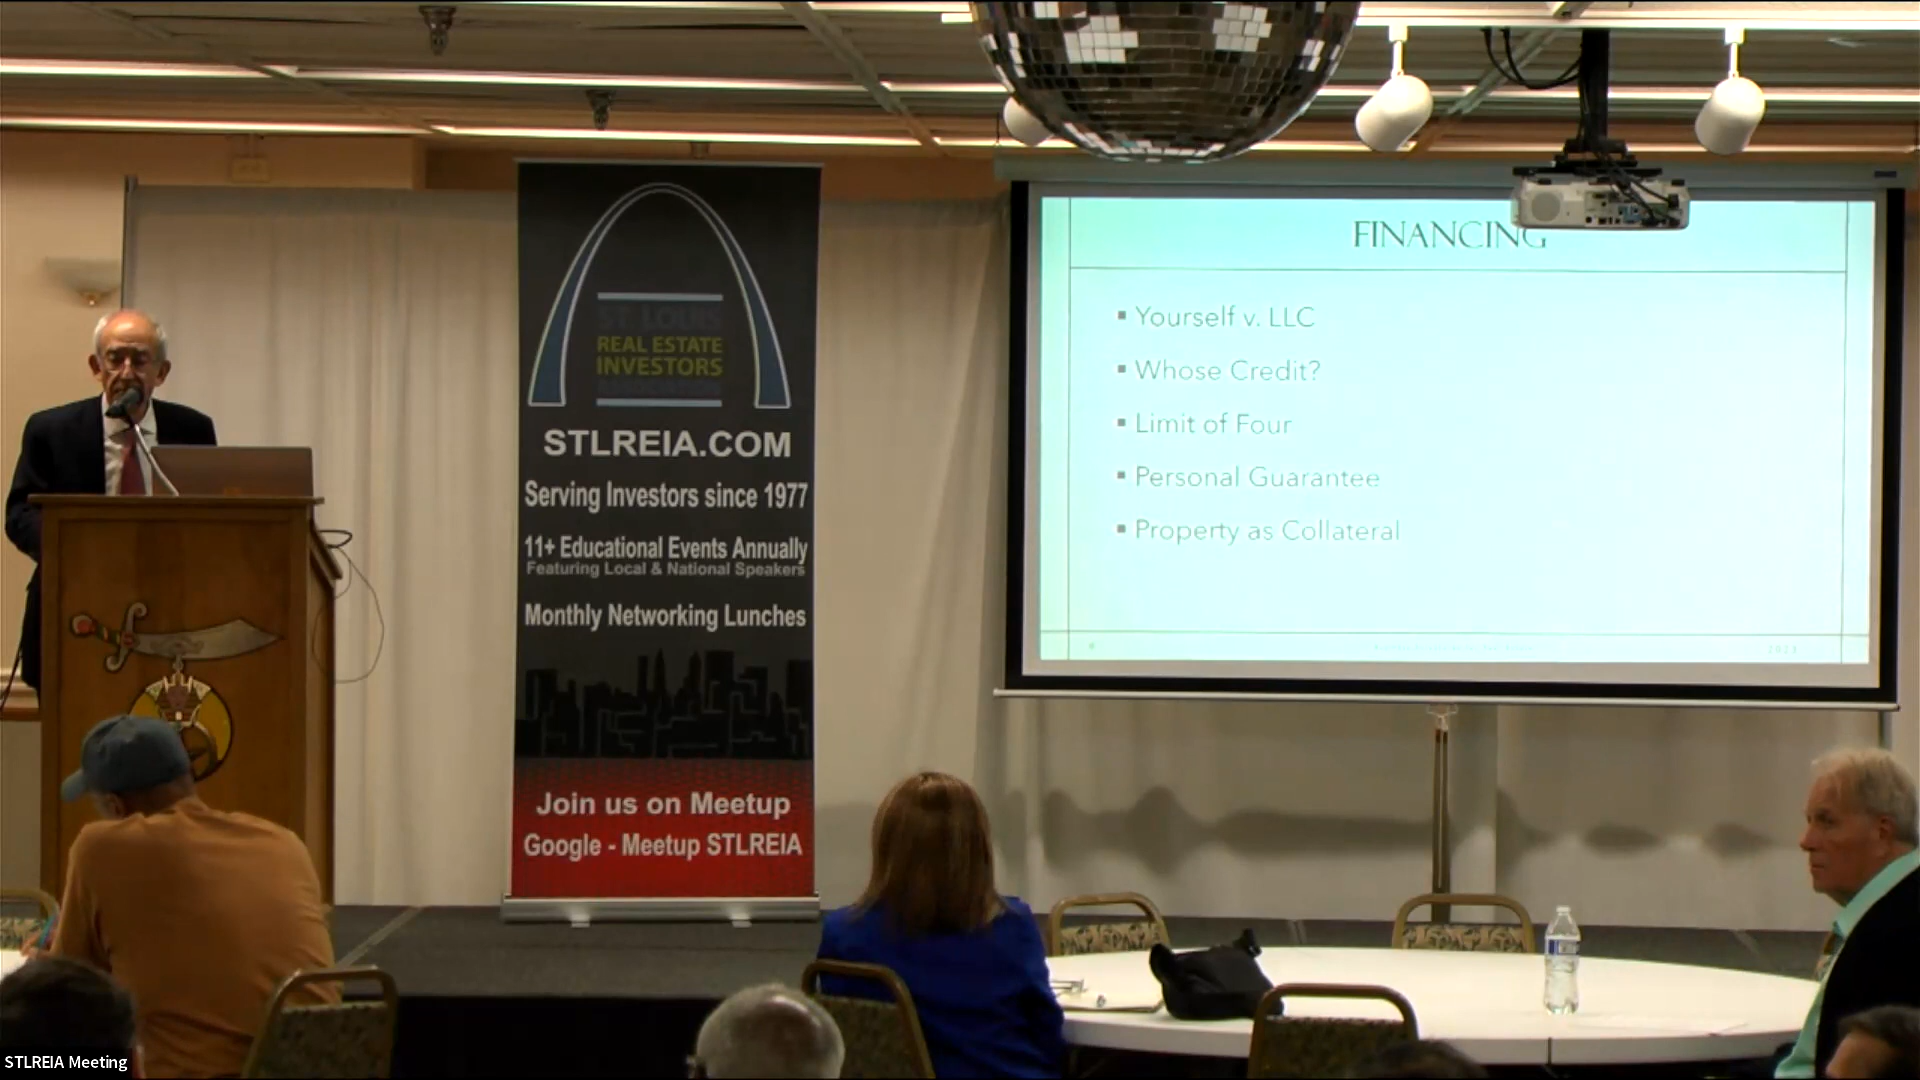 ST. LOUIS
REAL ESTATE
INVESTORS
STLREIA.COM
Serving Investors since 1977
11+ Educational Events Annually
Featuring Local & National Speakers
Monthly Networking Lunches
Join us on Meetup
Google - Meetup STLREIA
FINANCING
▪ Yourself v. LLC
▪ Whose Credit?
▪ Limit of Four
▪ Personal Guarantee
▪ Property as Collateral
STLREIA Meeting